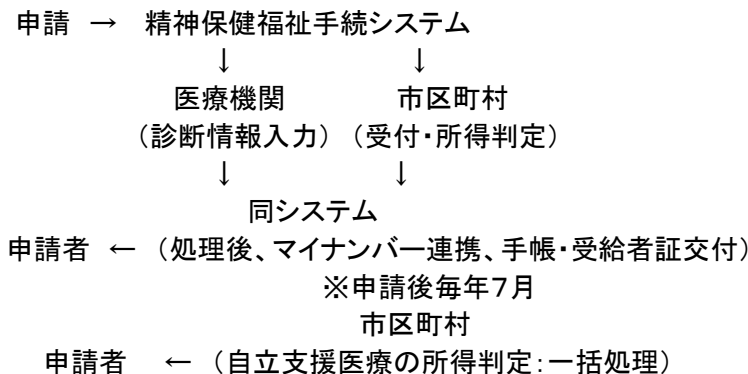 申請 → 精神保健福祉手続システム
↓ ↓
医療機関 市区町村
（診断情報入力）（受付・所得判定）
↓ ↓
同システム
申請者 ← （処理後、マイナンバー連携、手帳・受給者証交付）
※申請後毎年７月
市区町村
申請者 ← （自立支援医療の所得判定：一括処理）